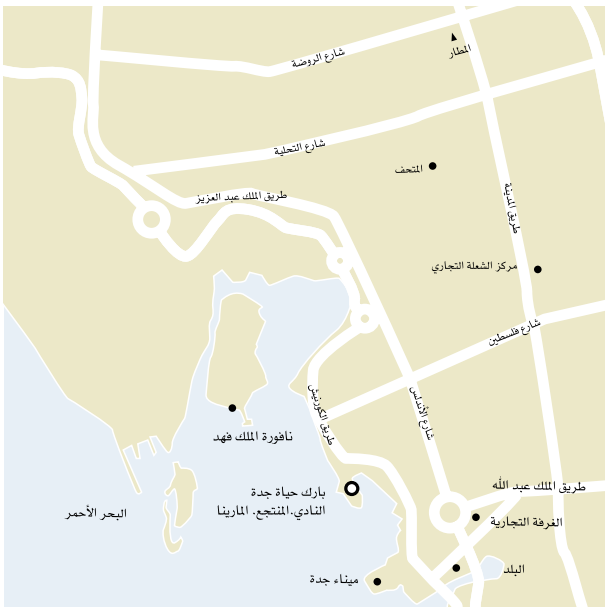 المطار
شارع الروضة
شارع التحلية
المتحف
طريق الملك عبد العزيز
طريق المدينة
مركز الشعلة التجاري
شارع فلسطين
طريق الكورنيش
شارع الأندلس
نافورة الملك فهد
طريق الملك عبد الله
بارك حياة جدة
النادي.المنتجع. المارينا
البحر الأحمر
الغرفة التجارية
البلد
ميناء جدة